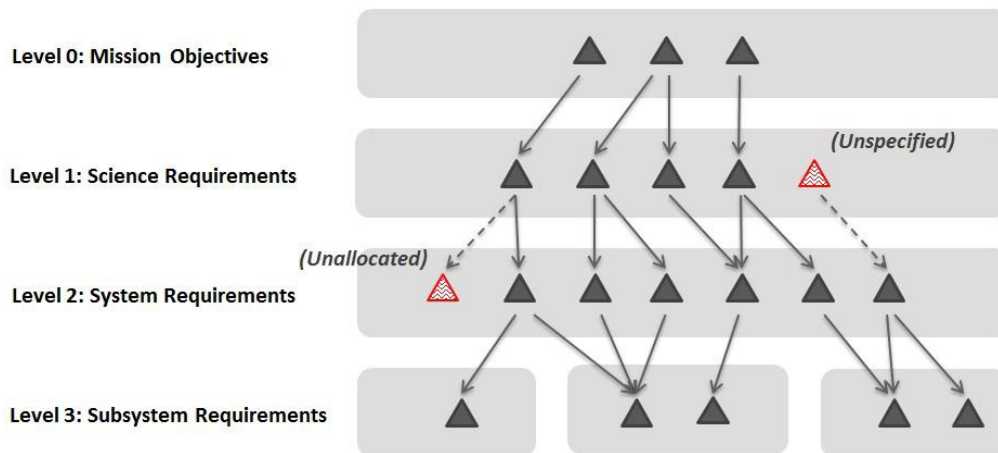 Level 0: Mission Objectives
(Unspecified)
Level 1: Science Requirements
(Unallocated)
Level 2: System Requirements
Level 3: Subsystem Requirements